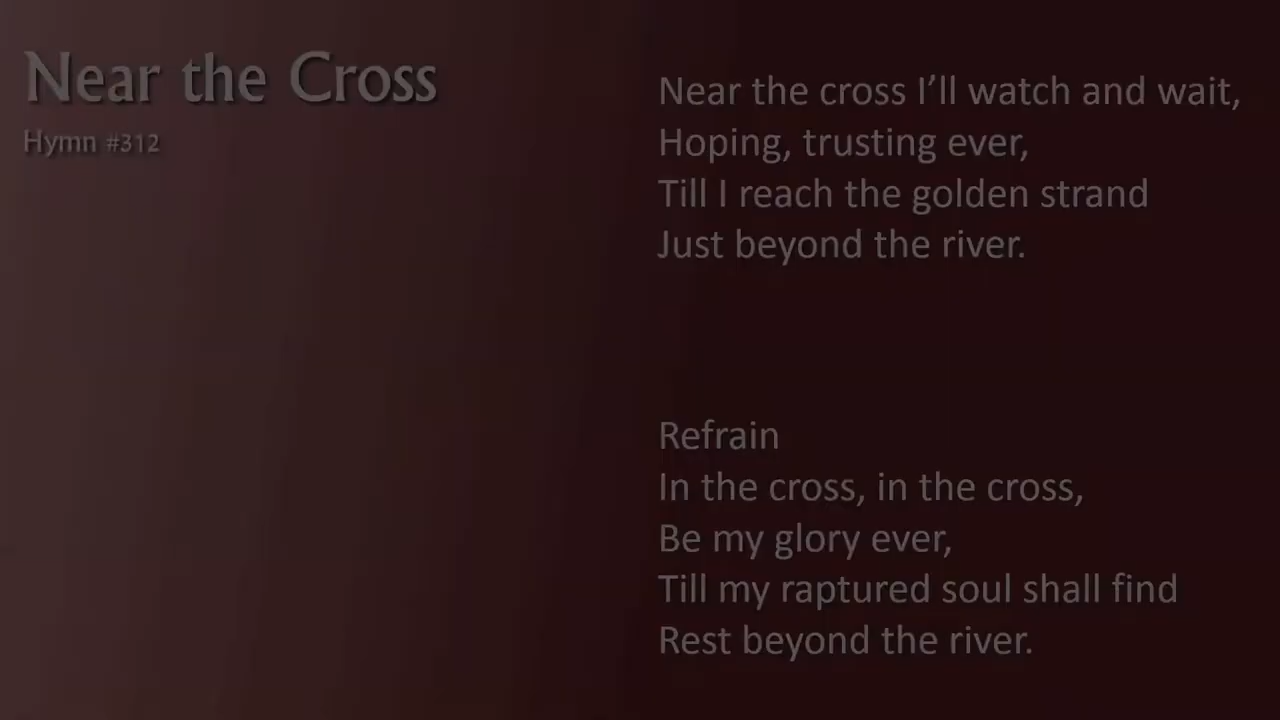 Near the Cross
Hymn #312
Near the cross I’ll watch and wait,
Hoping, trusting ever,
Till I reach the golden strand
Just beyond the river.
Refrain
In the cross, in the cross,
Be my glory ever,
Till my raptured soul shall find
Rest beyond the river.